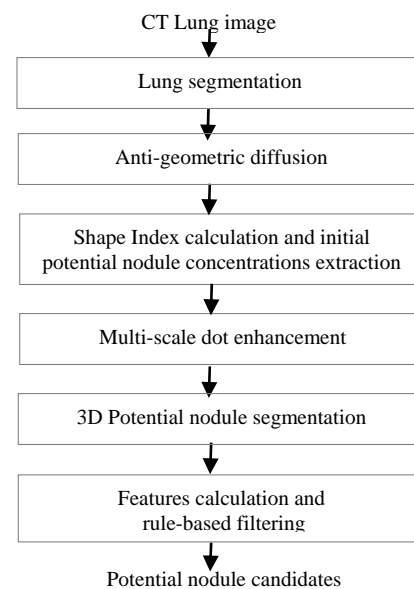 CT Lung image
Lung segmentation
Anti-geometric diffusion
Shape Index calculation and initial
potential nodule concentrations extraction
Multi-scale dot enhancement
3D Potential nodule segmentation
Features calculation and
rule-based filtering
Potential nodule candidates